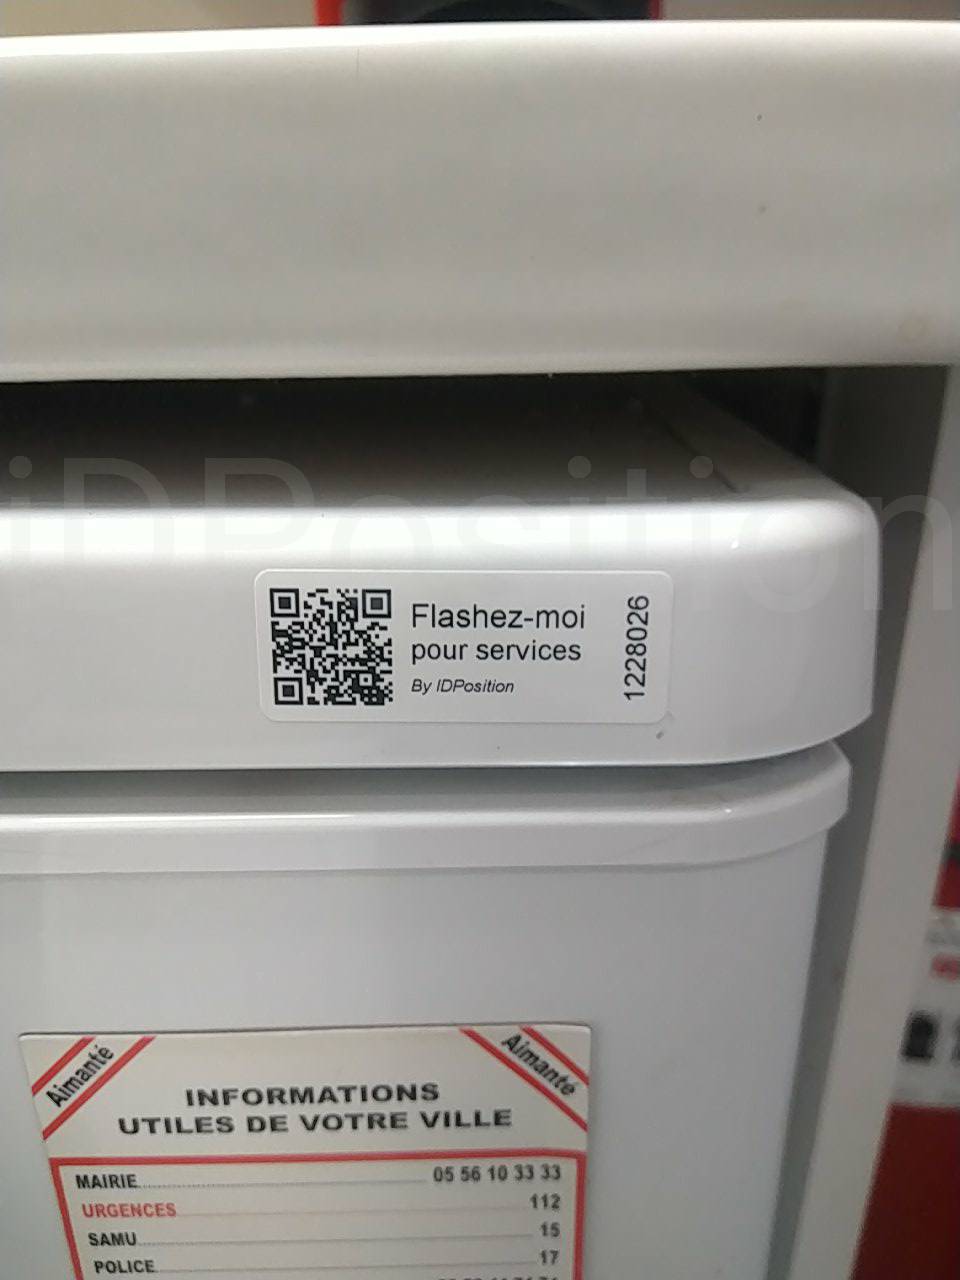 iDPosition
Flashez-moi
pour services
By IDPosition
1228026
Aimanté
Aimanté
INFORMATIONS
UTILES DE VOTRE VILLE
MAIRIE 05 56 10 33 33
URGENCES 112
SAMU 15
POLICE 17